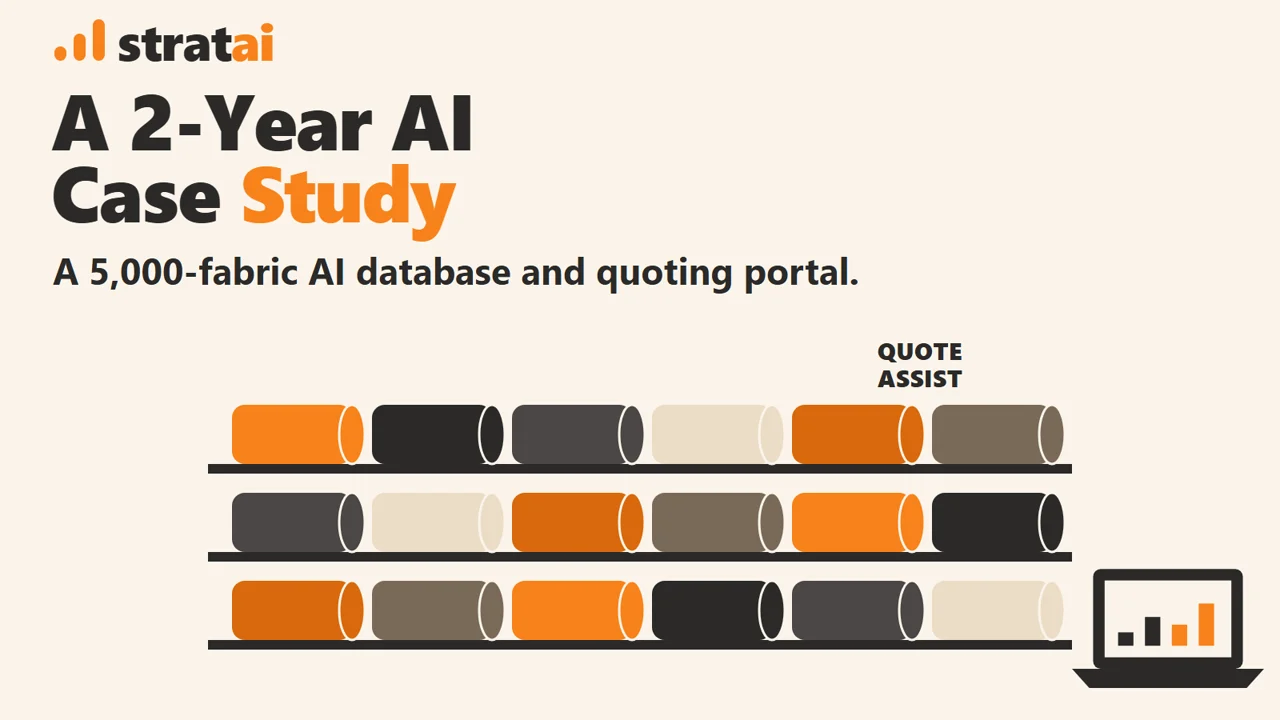 stratai
A 2-Year AI
Case Study
A 5,000-fabric AI database and quoting portal.
QUOTE
ASSIST